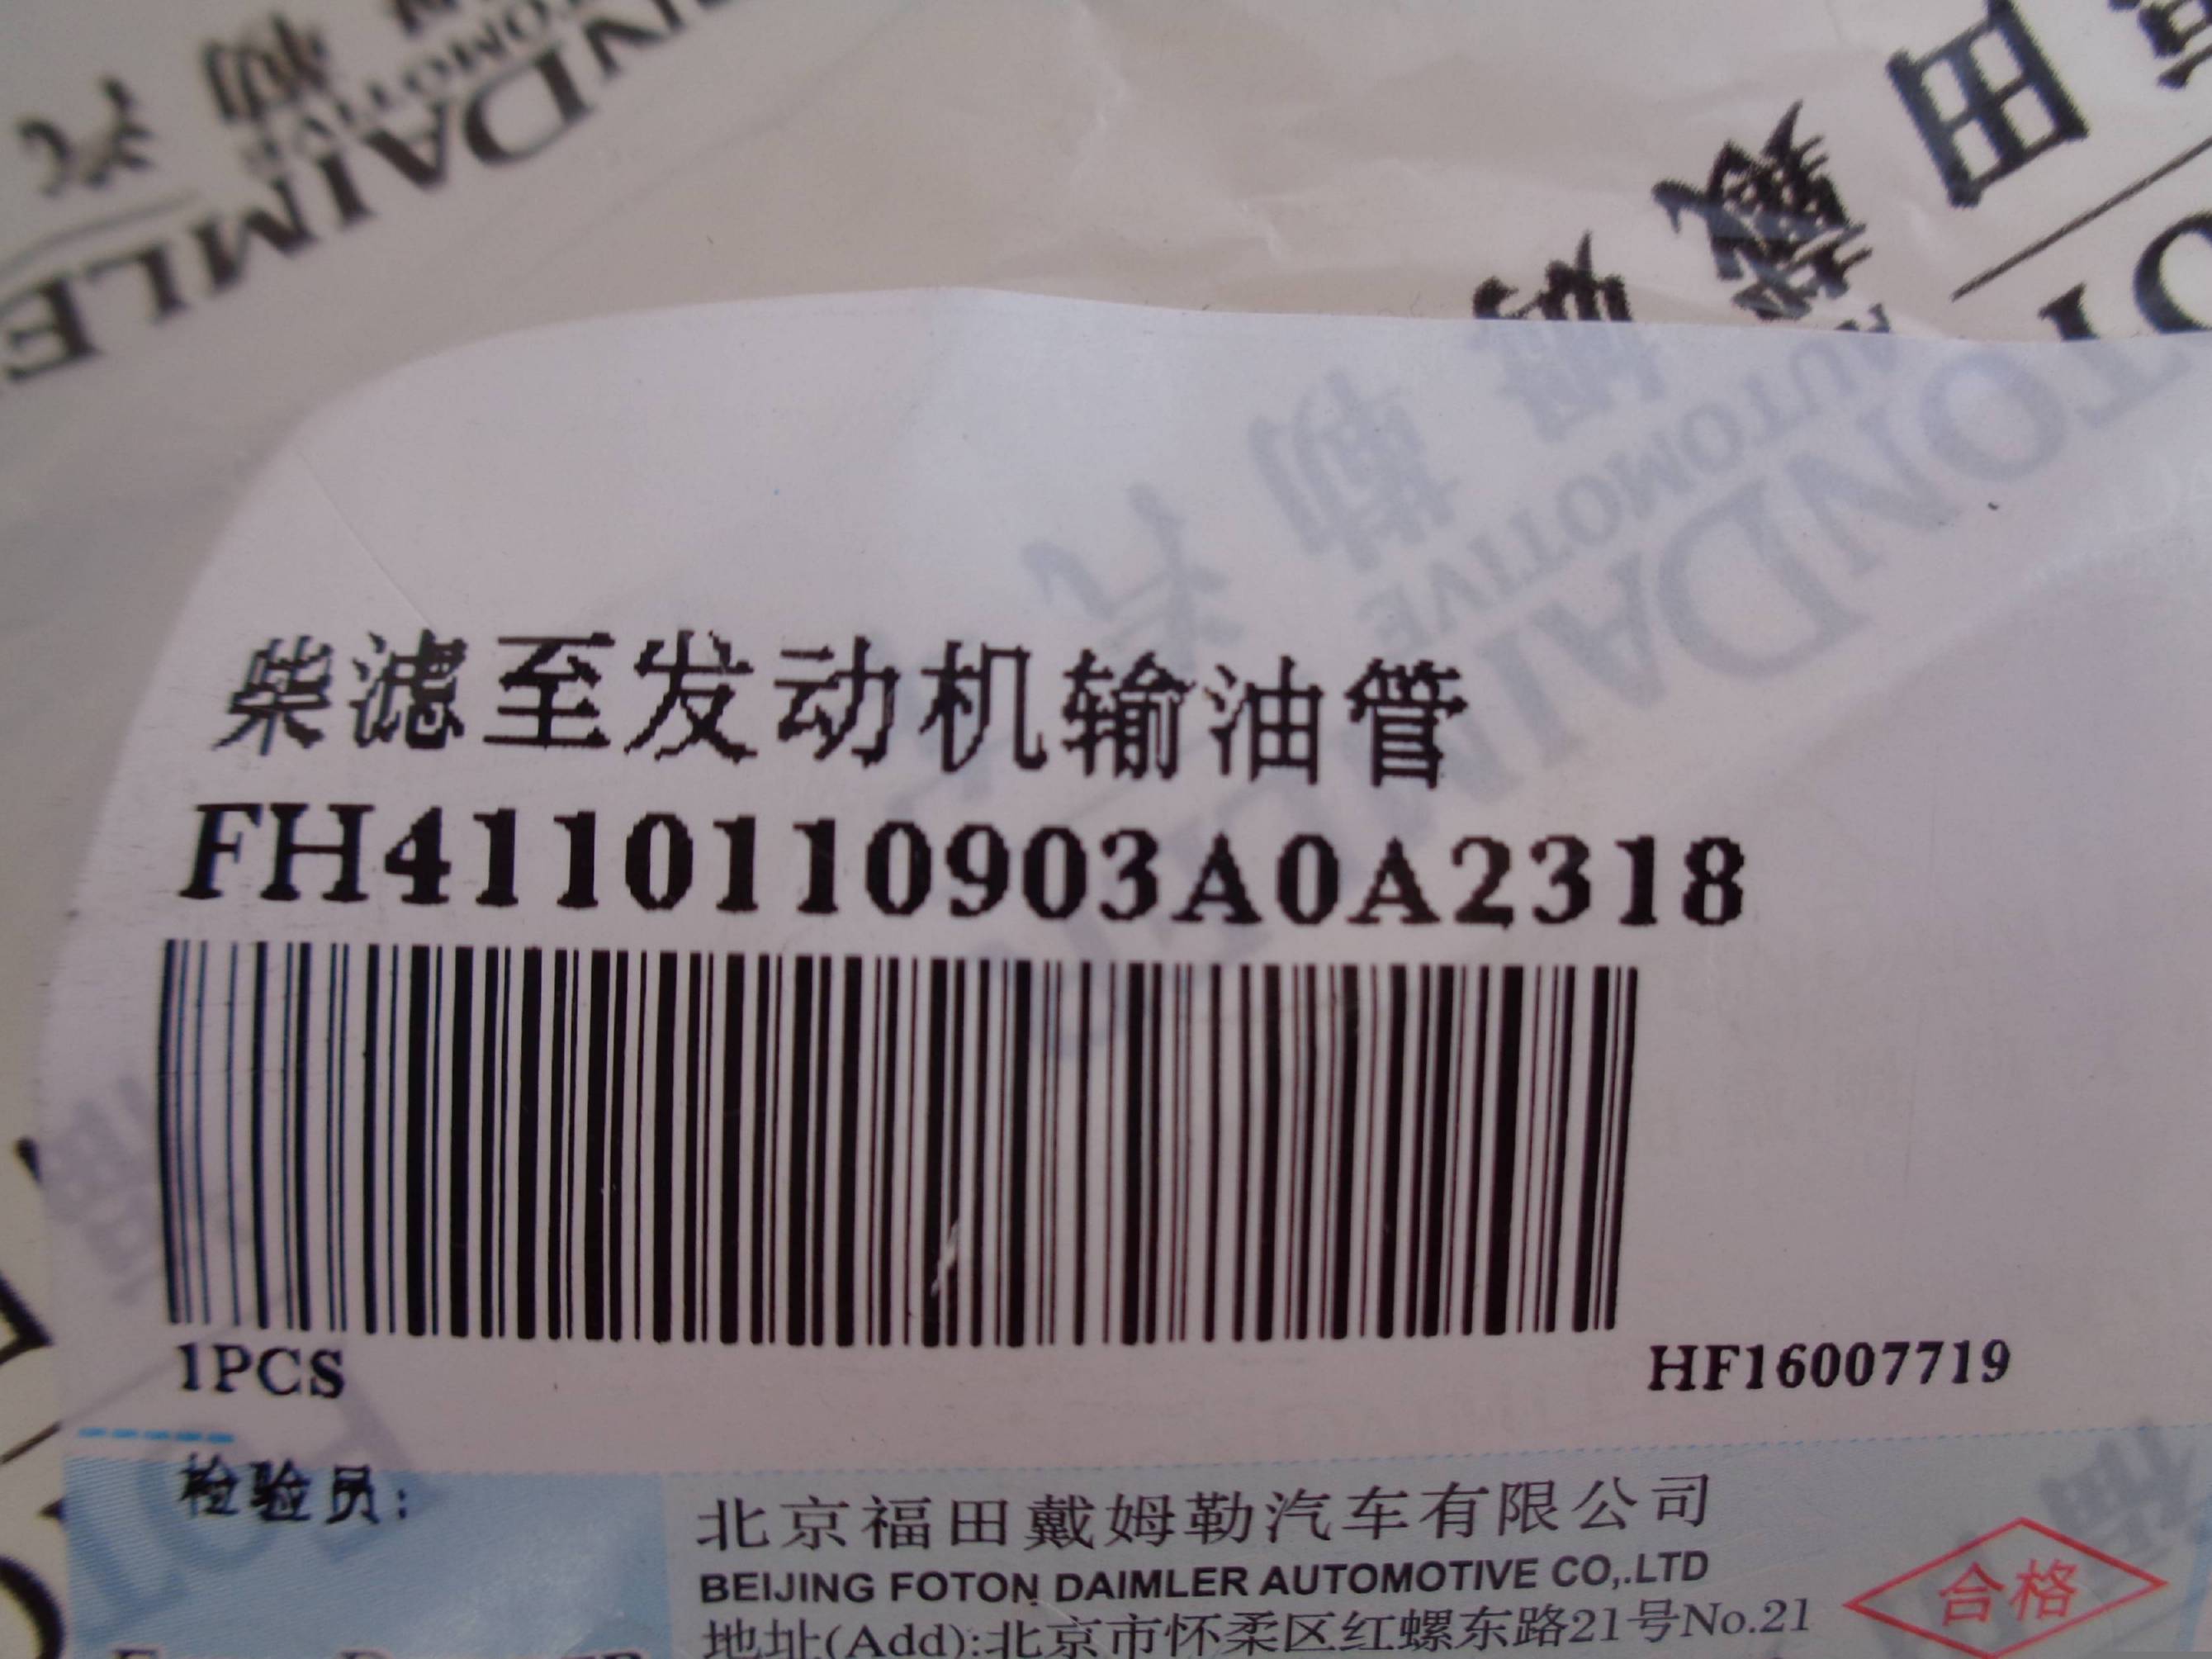 柴滤至发动机输油管
FH4110110903A0A2318
1PCS
HF16007719
检验员:
北京福田戴姆勒汽车有限公司
BEIJING FOTON DAIMLER AUTOMOTIVE CO,.LTD
地址(Add):北京市怀柔区红螺东路21号No.21
合格